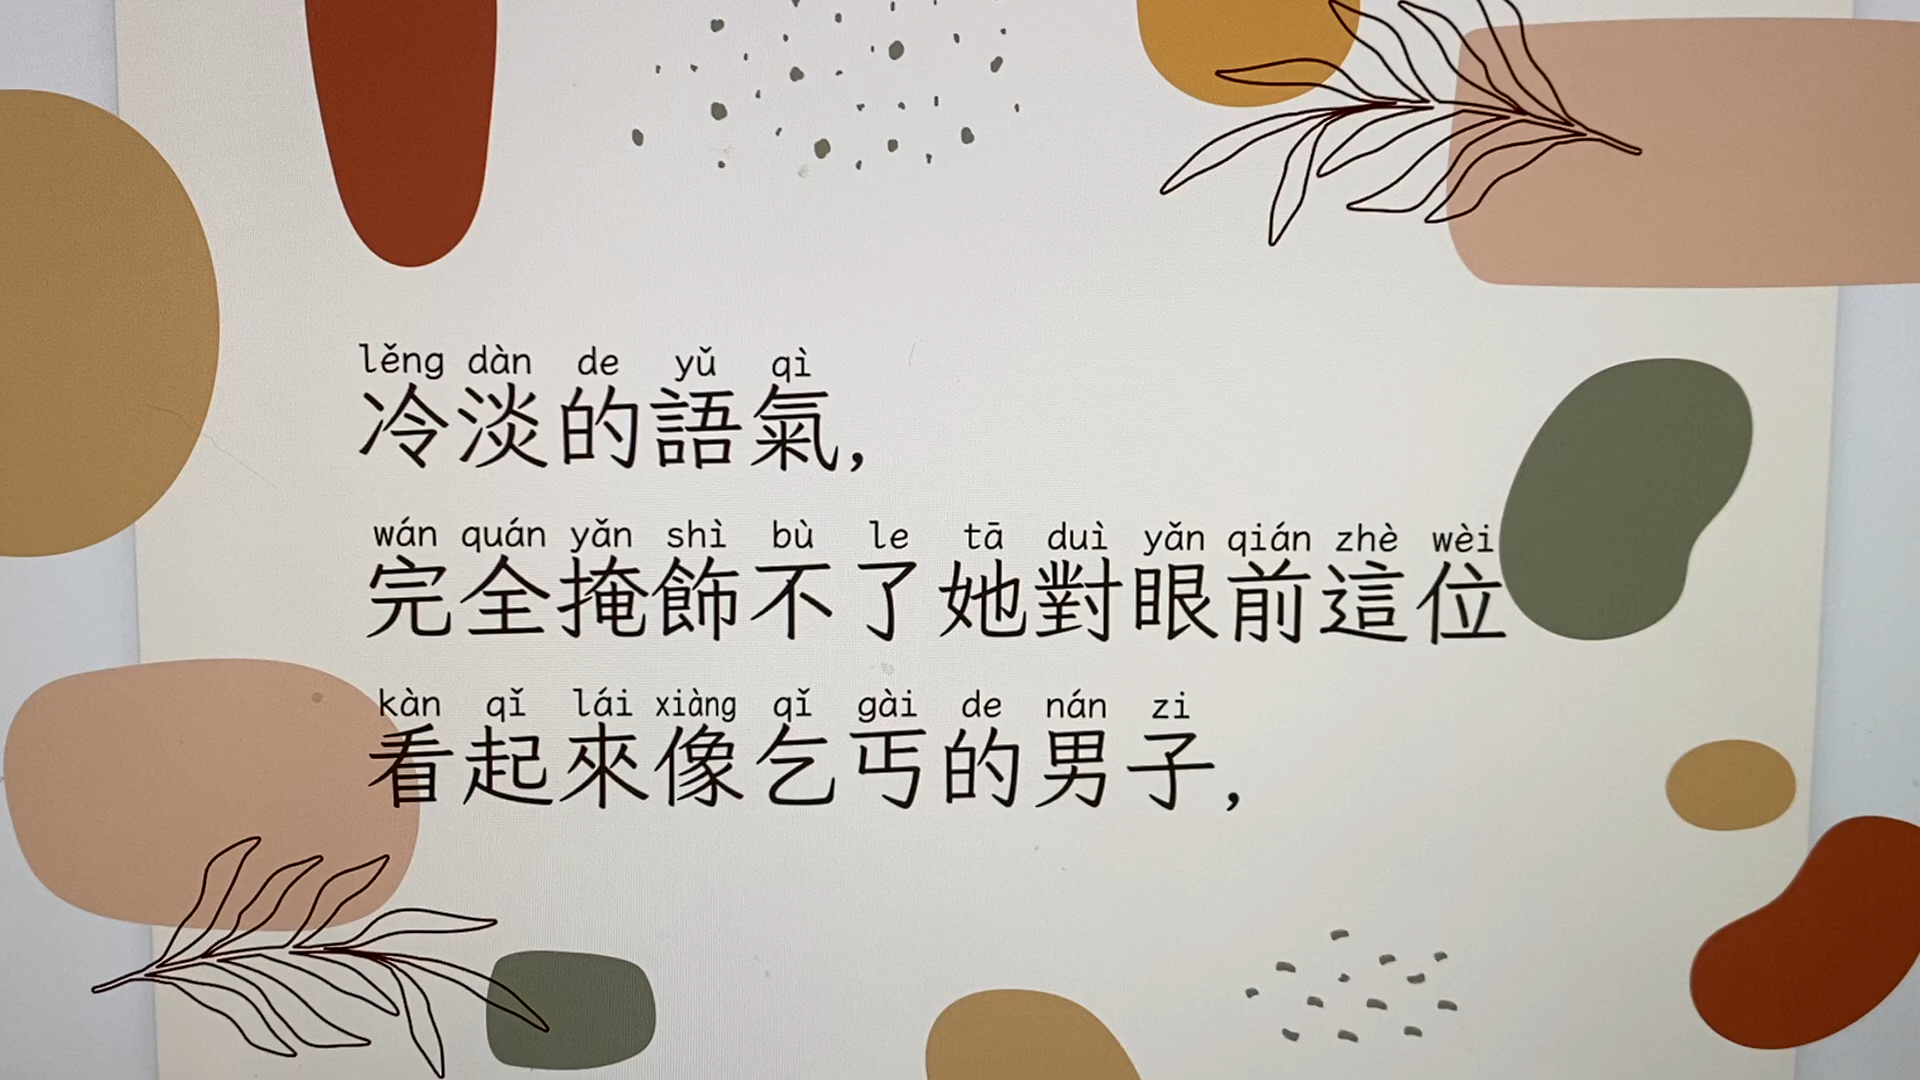 lěng dàn de yǔ qì
冷淡的語氣,
wán quán yǎn shì bù le tā duì yǎn qián zhè wèi
完全掩飾不了她對眼前這位
kàn qǐ lái xiàng qǐ gài de nán zi
看起來像乞丐的男子,